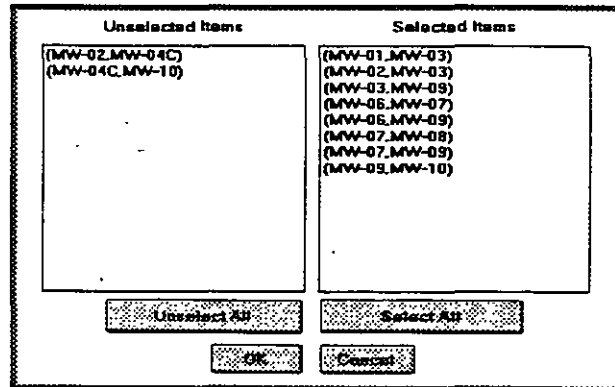 Unselected Items
(MW-02,MW-04C)
(MW-04C,MW-10)
Selected Items
(MW-01,MW-03)
(MW-02,MW-03)
(MW-03,MW-09)
(MW-06,MW-07)
(MW-06,MW-09)
(MW-07,MW-08)
(MW-07,MW-09)
(MW-09,MW-10)
Unselect All
Select All
OK
Cancel